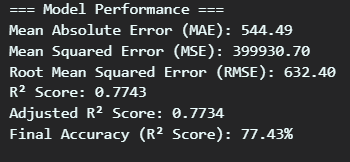 === Model Performance ===
Mean Absolute Error (MAE): 544.49
Mean Squared Error (MSE): 399930.70
Root Mean Squared Error (RMSE): 632.40
R² Score: 0.7743
Adjusted R² Score: 0.7734
Final Accuracy (R² Score): 77.43%